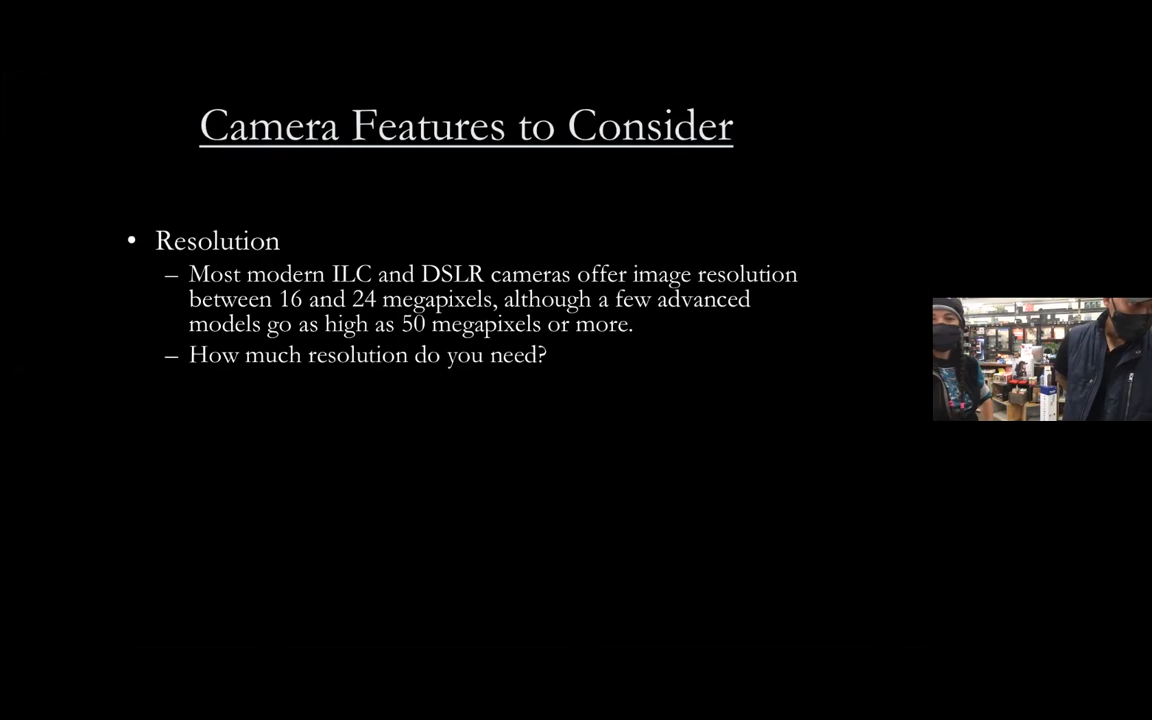 Camera Features to Consider
• Resolution
– Most modern ILC and DSLR cameras offer image resolution
between 16 and 24 megapixels, although a few advanced
models go as high as 50 megapixels or more.
– How much resolution do you need?